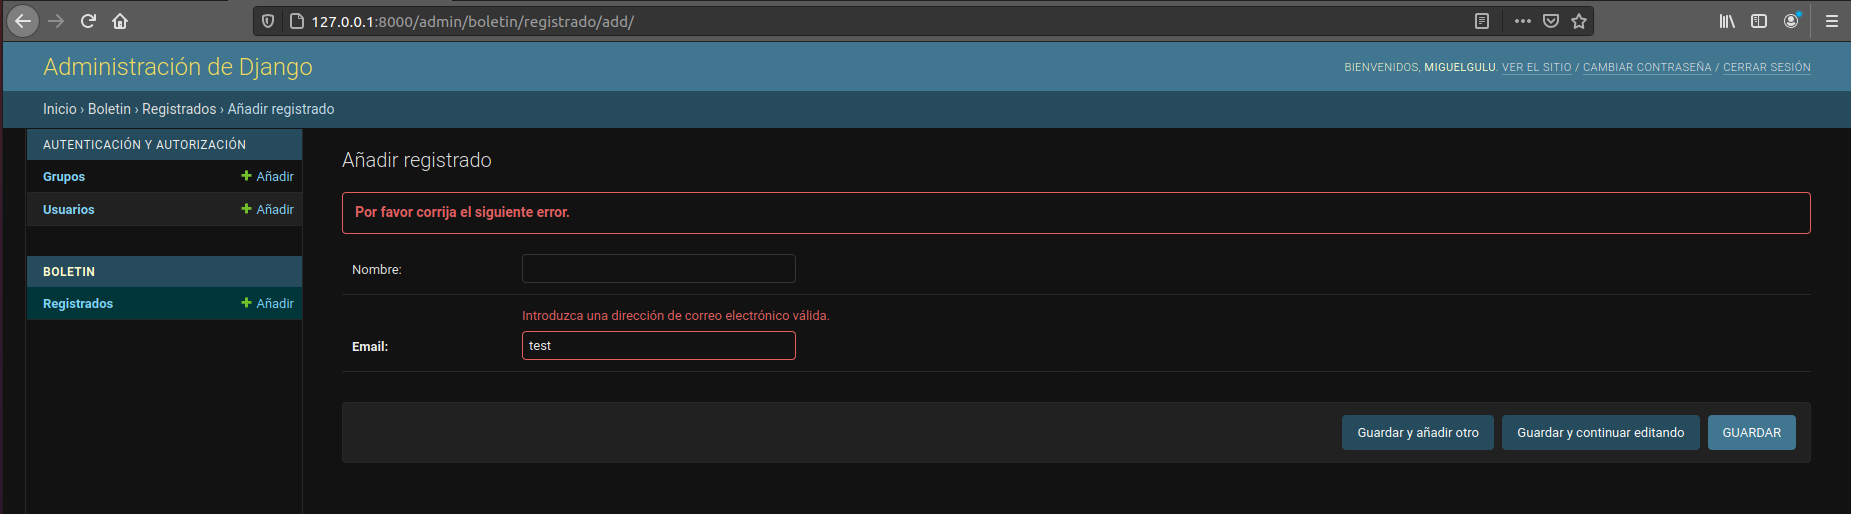 127.0.0.1:8000/admin/boletin/registrado/add/
Administración de Django
BIENVENIDOS, MIGUELGULU. VER EL SITIO / CAMBIAR CONTRASEÑA / CERRAR SESIÓN
Inicio › Boletin › Registrados › Añadir registrado
AUTENTICACIÓN Y AUTORIZACIÓN
Grupos
Añadir
Usuarios
Añadir
BOLETIN
Registrados
Añadir
Añadir registrado
Por favor corrija el siguiente error.
Nombre:
Introduzca una dirección de correo electrónico válida.
Email:
test
Guardar y añadir otro
Guardar y continuar editando
GUARDAR